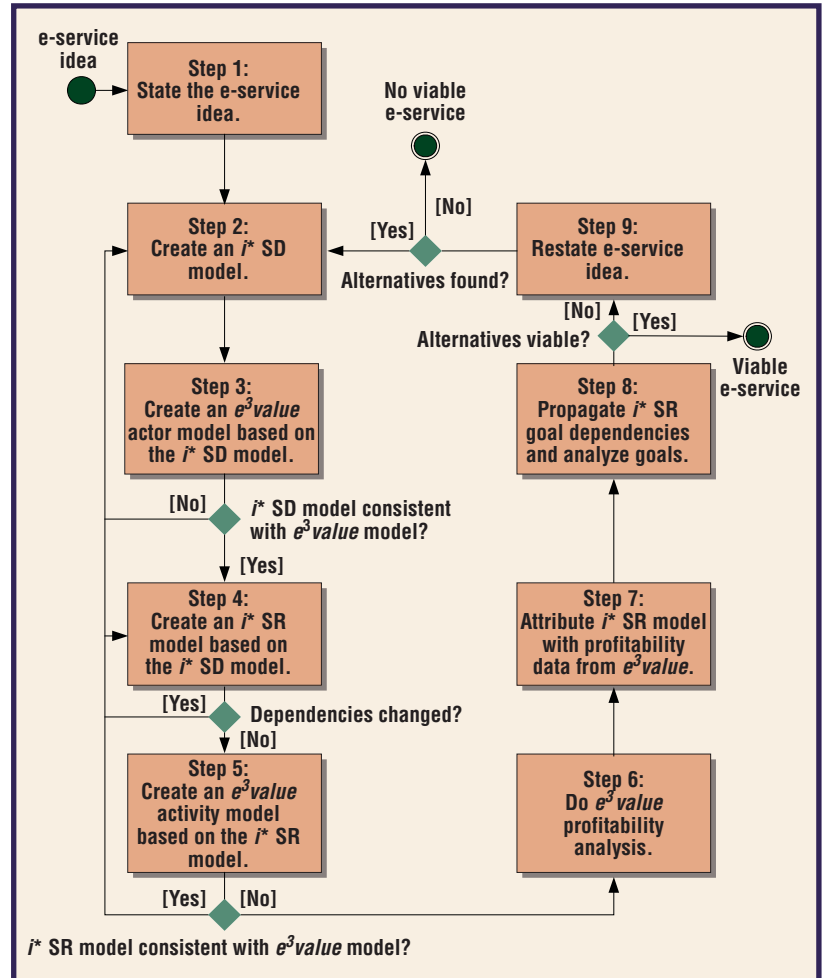 e-service
idea
Step 1:
State the e-service
idea.
No viable
e-service
[No]
[Yes]
Alternatives found?
Step 2:
Create an i* SD
model.
Step 9:
Restate e-service
idea.
[No]
[Yes]
Alternatives viable?
Viable
e-service
Step 3:
Create an e³value
actor model based on
the i* SD model.
Step 8:
Propagate i* SR
goal dependencies
and analyze goals.
[No]
i* SD model consistent
with e³value model?
[Yes]
Step 4:
Create an i* SR
model based on
the i* SD model.
Step 7:
Attribute i* SR model
with profitability
data from e³value.
[Yes]
Dependencies changed?
[No]
Step 5:
Create an e³value
activity model
based on the i* SR
model.
Step 6:
Do e³value
profitability
analysis.
[Yes]
[No]
i* SR model consistent with e³value model?